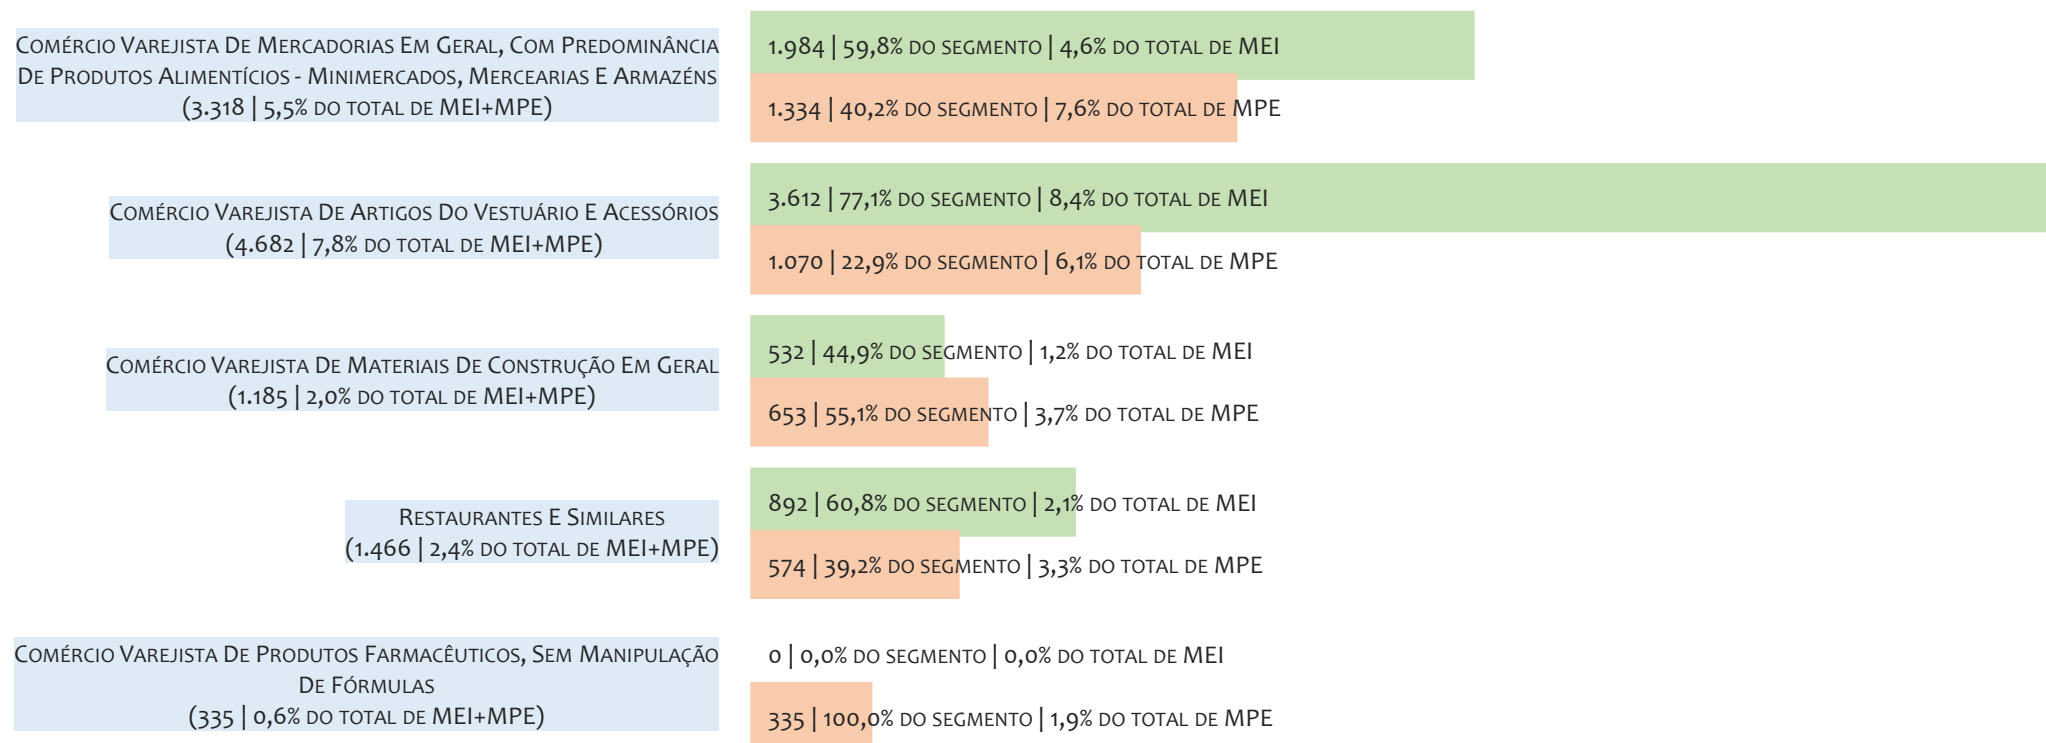 Comércio Varejista De Mercadorias Em Geral, Com Predominância
De Produtos Alimentícios - Minimercados, Mercearias E Armazéns
(3.318 | 5,5% do total de MEI+MPE)
1.984 | 59,8% do segmento | 4,6% do total de MEI
1.334 | 40,2% do segmento | 7,6% do total de MPE
Comércio Varejista De Artigos Do Vestuário E Acessórios
(4.682 | 7,8% do total de MEI+MPE)
3.612 | 77,1% do segmento | 8,4% do total de MEI
1.070 | 22,9% do segmento | 6,1% do total de MPE
Comércio Varejista De Materiais De Construção Em Geral
(1.185 | 2,0% do total de MEI+MPE)
532 | 44,9% do segmento | 1,2% do total de MEI
653 | 55,1% do segmento | 3,7% do total de MPE
Restaurantes E Similares
(1.466 | 2,4% do total de MEI+MPE)
892 | 60,8% do segmento | 2,1% do total de MEI
574 | 39,2% do segmento | 3,3% do total de MPE
Comércio Varejista De Produtos Farmacêuticos, Sem Manipulação
De Fórmulas
(335 | 0,6% do total de MEI+MPE)
0 | 0,0% do segmento | 0,0% do total de MEI
335 | 100,0% do segmento | 1,9% do total de MPE